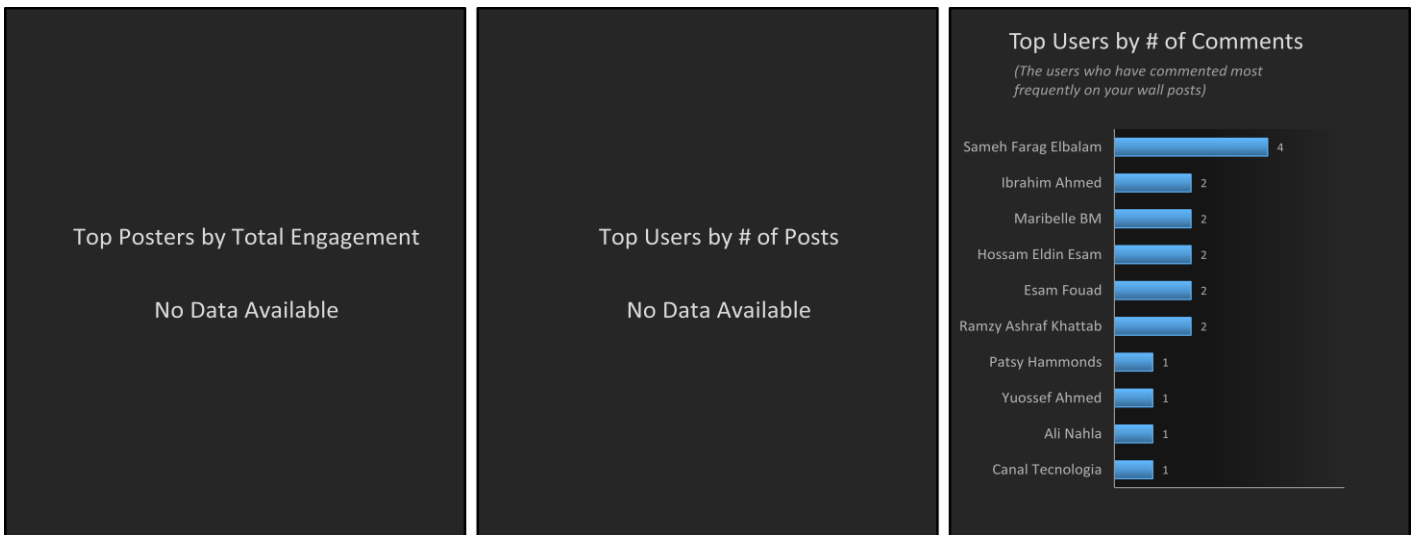 Top Posters by Total Engagement
No Data Available
Top Users by # of Posts
No Data Available
Top Users by # of Comments
(The users who have commented most
frequently on your wall posts)
Sameh Farag Elbalam 4
Ibrahim Ahmed 2
Maribelle BM 2
Hossam Eldin Esam 2
Esam Fouad 2
Ramzy Ashraf Khattab 2
Patsy Hammonds 1
Yuossef Ahmed 1
Ali Nahla 1
Canal Tecnologia 1